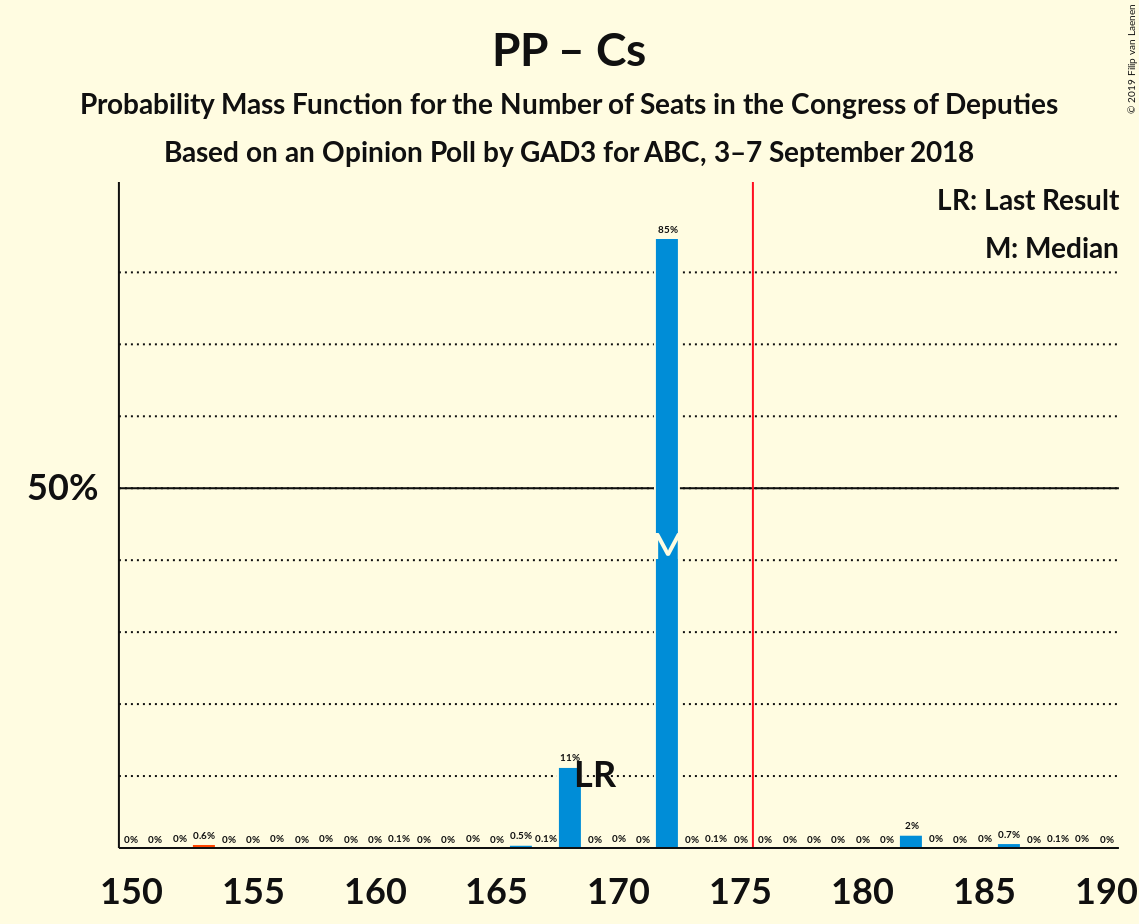 PP – Cs
Probability Mass Function for the Number of Seats in the Congress of Deputies
Based on an Opinion Poll by GAD3 for ABC, 3–7 September 2018
© 2019 Filip van Laenen
LR: Last Result
M: Median
85%
50%
M
11%
LR
0% 0% 0% 0.6% 0% 0% 0% 0% 0% 0% 0% 0.1% 0% 0% 0% 0% 0.5% 0.1% 0% 0% 0% 0% 0.1% 0% 0% 0% 0% 0% 0% 0% 2% 0% 0% 0% 0.7% 0% 0.1% 0% 0%
150 155 160 165 170 175 180 185 190